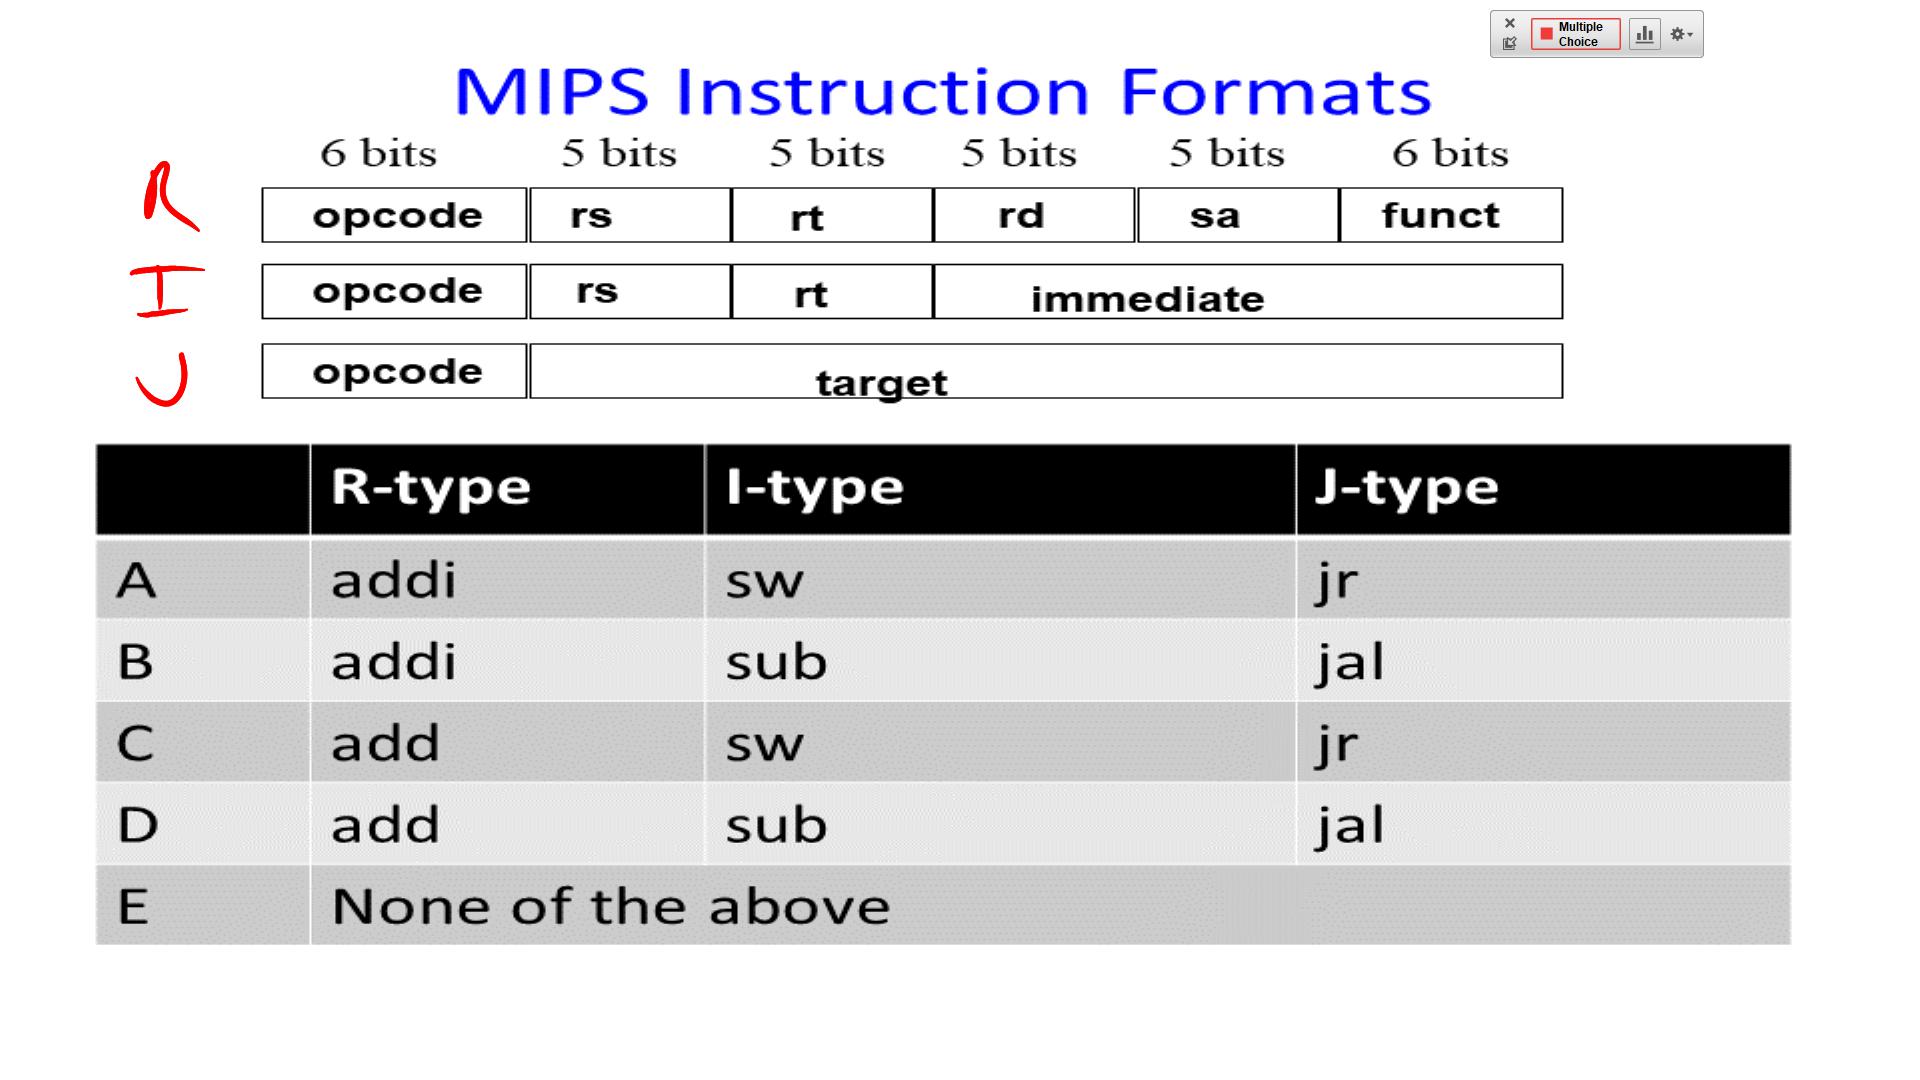 Multiple
Choice
MIPS Instruction Formats
6 bits 5 bits 5 bits 5 bits 5 bits 6 bits
R opcode rs rt rd sa funct
I opcode rs rt immediate
J opcode target
R-type I-type J-type
A addi sw jr
B addi sub jal
C add sw jr
D add sub jal
E None of the above